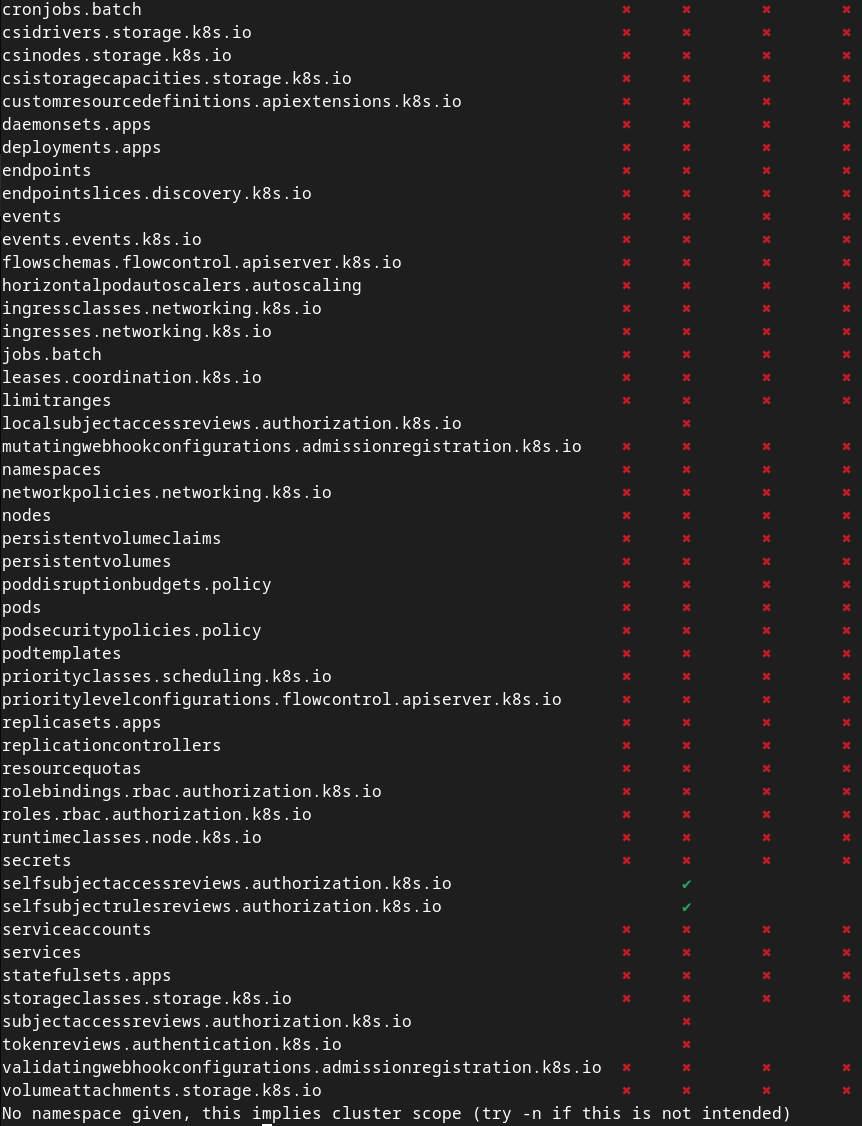 cronjobs.batch ✖ ✖ ✖ ✖
csidrivers.storage.k8s.io ✖ ✖ ✖ ✖
csinodes.storage.k8s.io ✖ ✖ ✖ ✖
csistoragecapacities.storage.k8s.io ✖ ✖ ✖ ✖
customresourcedefinitions.apiextensions.k8s.io ✖ ✖ ✖ ✖
daemonsets.apps ✖ ✖ ✖ ✖
deployments.apps ✖ ✖ ✖ ✖
endpoints ✖ ✖ ✖ ✖
endpointslices.discovery.k8s.io ✖ ✖ ✖ ✖
events ✖ ✖ ✖ ✖
events.events.k8s.io ✖ ✖ ✖ ✖
flowschemas.flowcontrol.apiserver.k8s.io ✖ ✖ ✖ ✖
horizontalpodautoscalers.autoscaling ✖ ✖ ✖ ✖
ingressclasses.networking.k8s.io ✖ ✖ ✖ ✖
ingresses.networking.k8s.io ✖ ✖ ✖ ✖
jobs.batch ✖ ✖ ✖ ✖
leases.coordination.k8s.io ✖ ✖ ✖ ✖
limitranges ✖ ✖ ✖ ✖
localsubjectaccessreviews.authorization.k8s.io ✖
mutatingwebhookconfigurations.admissionregistration.k8s.io ✖ ✖ ✖ ✖
namespaces ✖ ✖ ✖ ✖
networkpolicies.networking.k8s.io ✖ ✖ ✖ ✖
nodes ✖ ✖ ✖ ✖
persistentvolumeclaims ✖ ✖ ✖ ✖
persistentvolumes ✖ ✖ ✖ ✖
poddisruptionbudgets.policy ✖ ✖ ✖ ✖
pods ✖ ✖ ✖ ✖
podsecuritypolicies.policy ✖ ✖ ✖ ✖
podtemplates ✖ ✖ ✖ ✖
priorityclasses.scheduling.k8s.io ✖ ✖ ✖ ✖
prioritylevelconfigurations.flowcontrol.apiserver.k8s.io ✖ ✖ ✖ ✖
replicasets.apps ✖ ✖ ✖ ✖
replicationcontrollers ✖ ✖ ✖ ✖
resourcequotas ✖ ✖ ✖ ✖
rolebindings.rbac.authorization.k8s.io ✖ ✖ ✖ ✖
roles.rbac.authorization.k8s.io ✖ ✖ ✖ ✖
runtimeclasses.node.k8s.io ✖ ✖ ✖ ✖
secrets ✖ ✖ ✖ ✖
selfsubjectaccessreviews.authorization.k8s.io ✔
selfsubjectrulesreviews.authorization.k8s.io ✔
serviceaccounts ✖ ✖ ✖ ✖
services ✖ ✖ ✖ ✖
statefulsets.apps ✖ ✖ ✖ ✖
storageclasses.storage.k8s.io ✖ ✖ ✖ ✖
subjectaccessreviews.authorization.k8s.io ✖
tokenreviews.authentication.k8s.io ✖
validatingwebhookconfigurations.admissionregistration.k8s.io ✖ ✖ ✖ ✖
volumeattachments.storage.k8s.io ✖ ✖ ✖ ✖
No namespace given, this implies cluster scope (try -n if this is not intended)